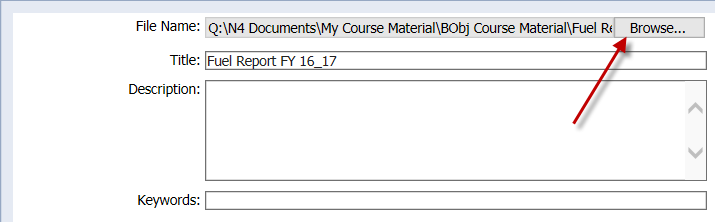 File Name: Q:\N4 Documents\My Course Material\BObj Course Material\Fuel Re Browse...
Title: Fuel Report FY 16_17
Description:
Keywords: